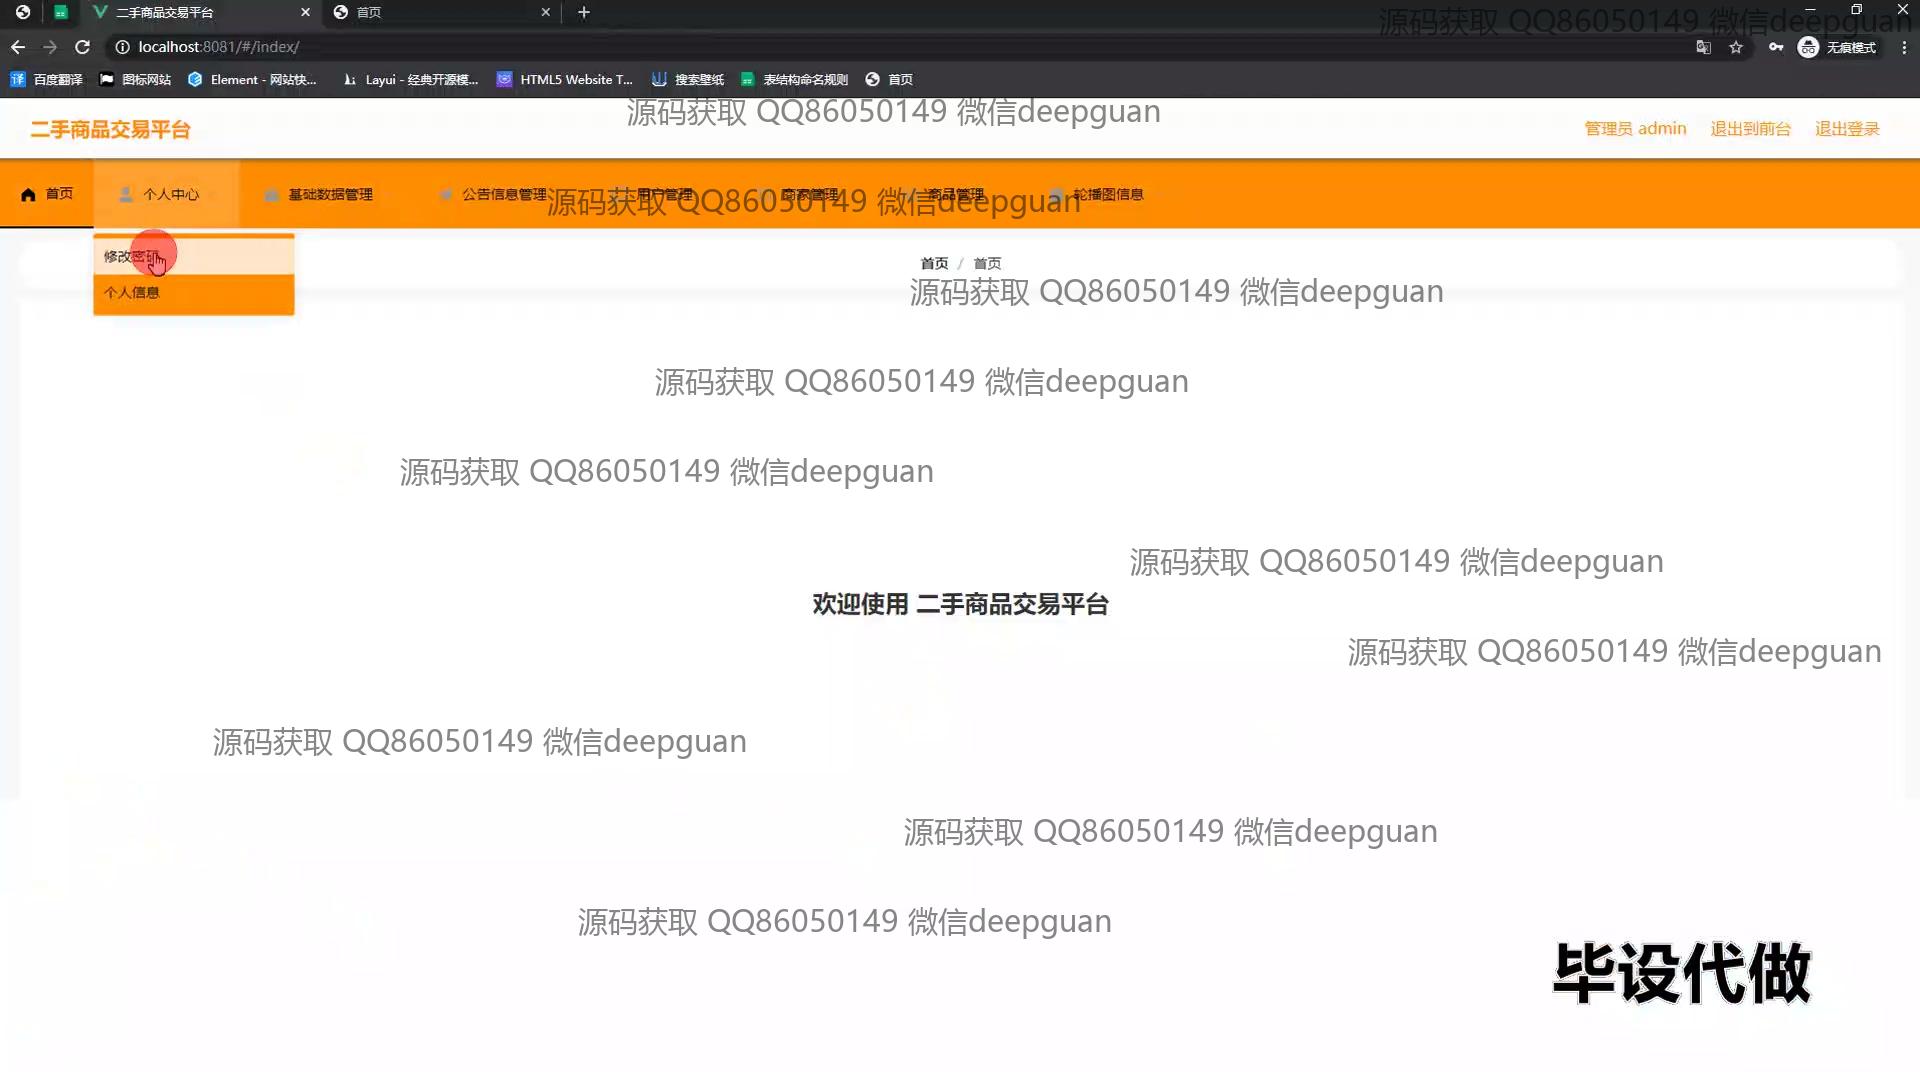 二手商品交易平台
首页
源码获取 QQ86050149 微信deepguan
localhost:8081/#/index/
无痕模式
百度翻译
图标网站
Element - 网站快...
Layui - 经典开源模...
HTML5 Website T...
搜索壁纸
表结构命名规则
首页
源码获取 QQ86050149 微信deepguan
二手商品交易平台
管理员 admin
退出到前台
退出登录
首页
个人中心
基础数据管理
公告信息管理
用户管理
商家管理
商品管理
轮播图信息
源码获取 QQ86050149 微信deepguan
修改密码
个人信息
首页 / 首页
源码获取 QQ86050149 微信deepguan
源码获取 QQ86050149 微信deepguan
源码获取 QQ86050149 微信deepguan
源码获取 QQ86050149 微信deepguan
欢迎使用 二手商品交易平台
源码获取 QQ86050149 微信deepguan
源码获取 QQ86050149 微信deepguan
源码获取 QQ86050149 微信deepguan
源码获取 QQ86050149 微信deepguan
毕设代做